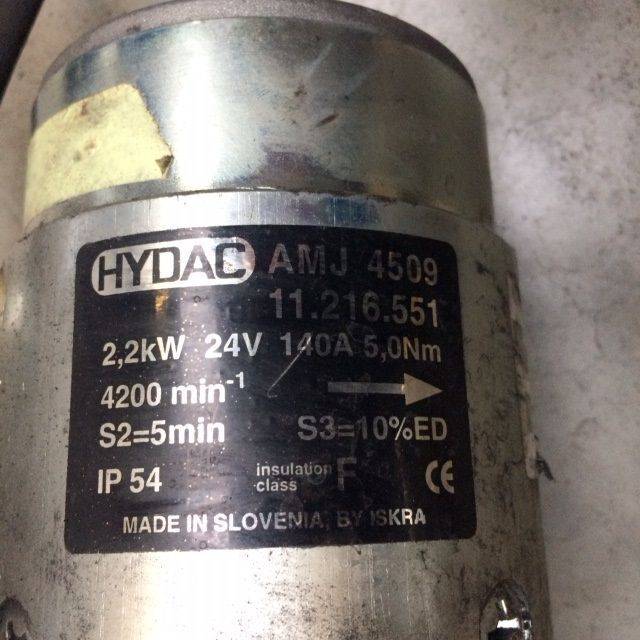 HYDAC AMJ 4509
11.216.551
2,2kW 24V 140A 5,0Nm
4200 min⁻¹
S2=5min S3=10%ED
IP 54 insulation class F CE
MADE IN SLOVENIA, BY ISKRA